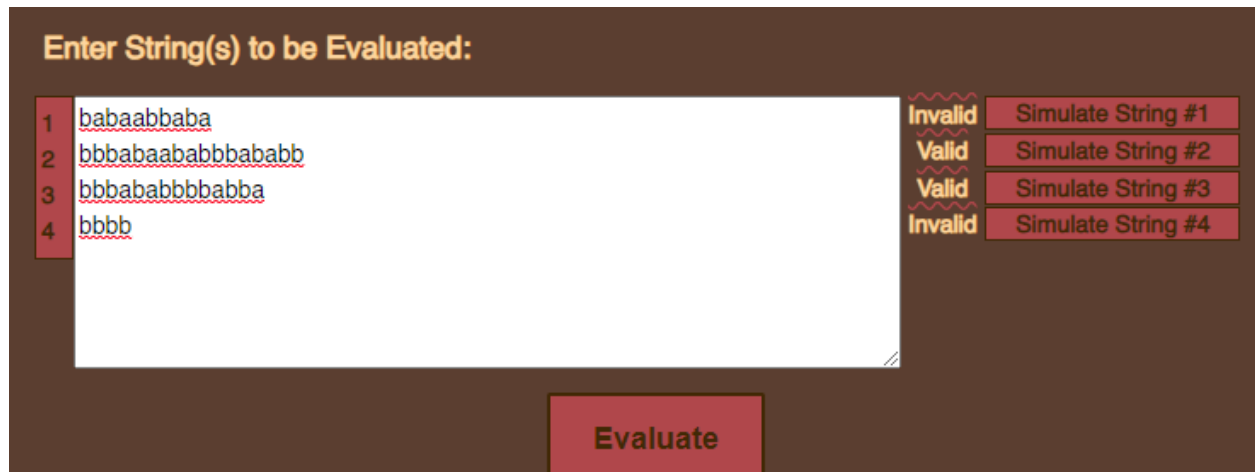 Enter String(s) to be Evaluated:
1 babaabbaba Invalid Simulate String #1
2 bbbabaababbbababb Valid Simulate String #2
3 bbbababbbbabba Valid Simulate String #3
4 bbbb Invalid Simulate String #4
Evaluate